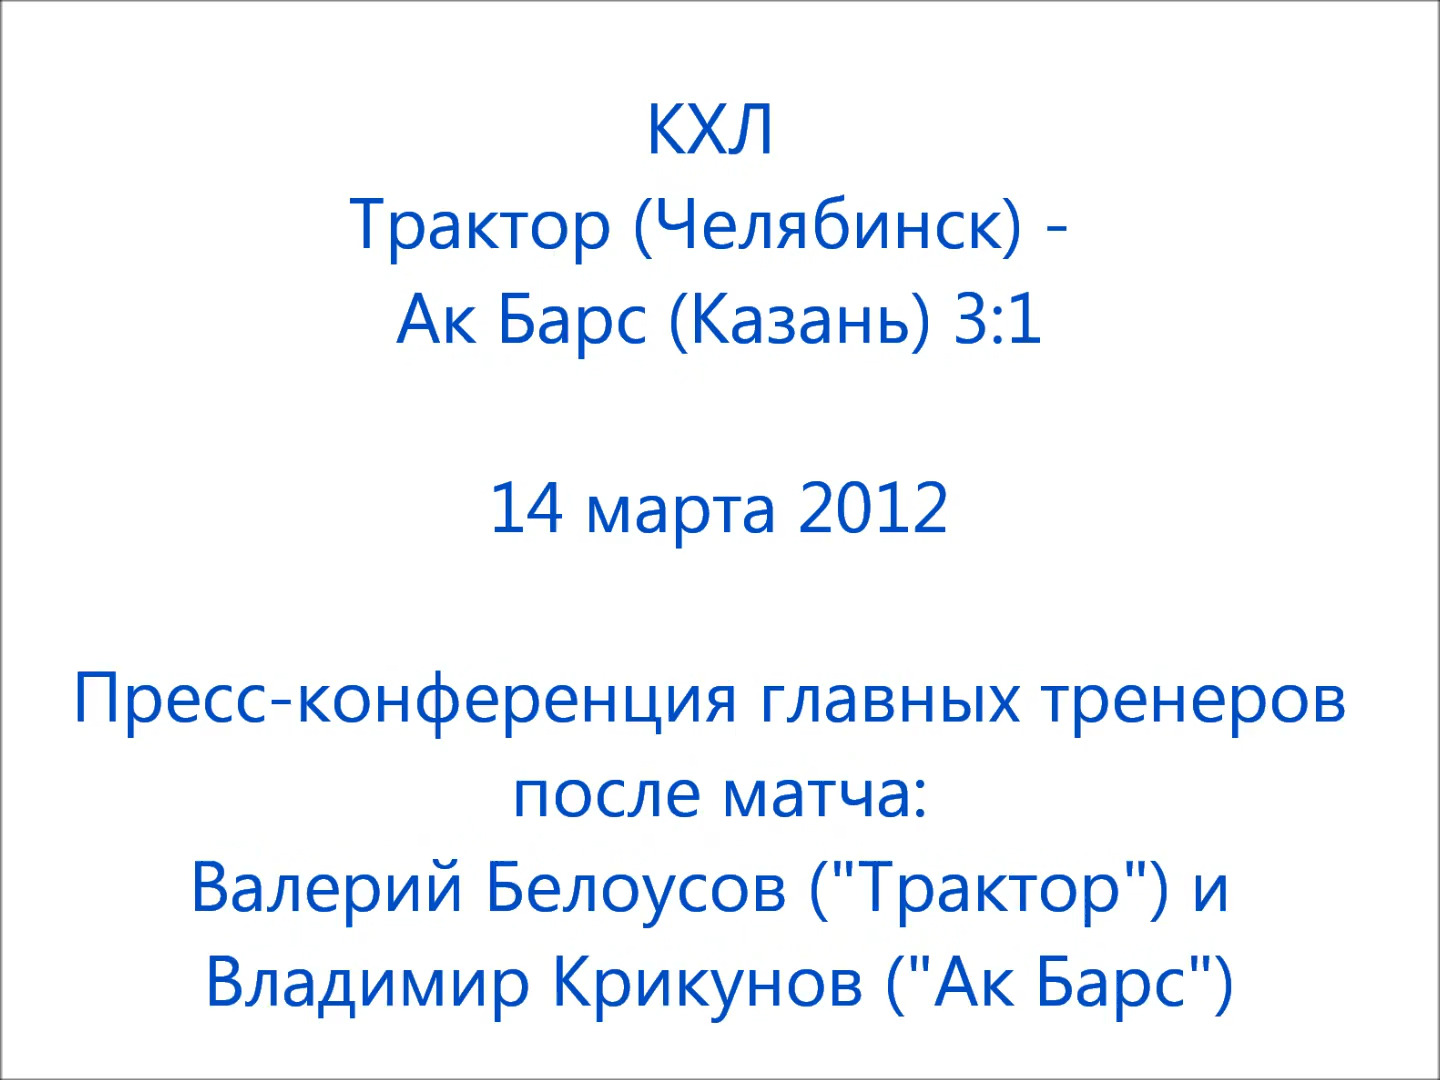 КХЛ
Трактор (Челябинск) -
Ак Барс (Казань) 3:1
14 марта 2012
Пресс-конференция главных тренеров
после матча:
Валерий Белоусов ("Трактор") и
Владимир Крикунов ("Ак Барс")